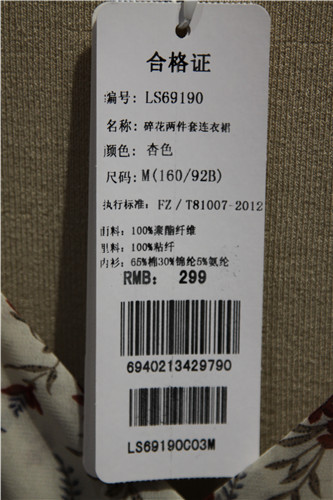 合格证
编号: LS69190
名称: 碎花两件套连衣裙
颜色: 杏色
尺码: M(160/92B)
执行标准: FZ/T81007-2012
面料: 100%聚酯纤维
里料: 100%粘纤
内衫: 65%棉30%锦纶5%氨纶
RMB: 299
6940213429790
LS69190C03M